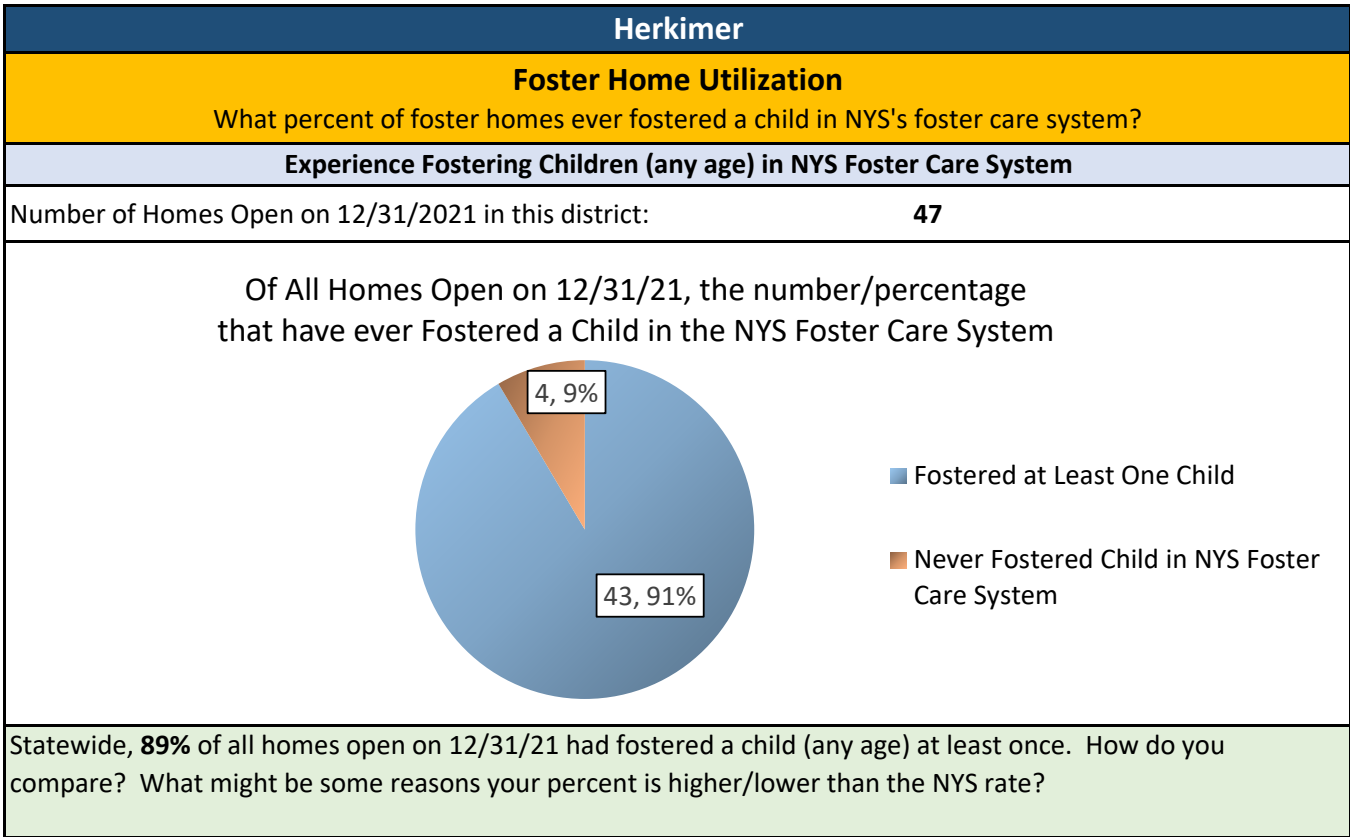 Herkimer
Foster Home Utilization
What percent of foster homes ever fostered a child in NYS's foster care system?
Experience Fostering Children (any age) in NYS Foster Care System
Number of Homes Open on 12/31/2021 in this district: 47
Of All Homes Open on 12/31/21, the number/percentage
that have ever Fostered a Child in the NYS Foster Care System
4, 9%
43, 91%
Fostered at Least One Child
Never Fostered Child in NYS Foster
Care System
Statewide, 89% of all homes open on 12/31/21 had fostered a child (any age) at least once.  How do you
compare?  What might be some reasons your percent is higher/lower than the NYS rate?